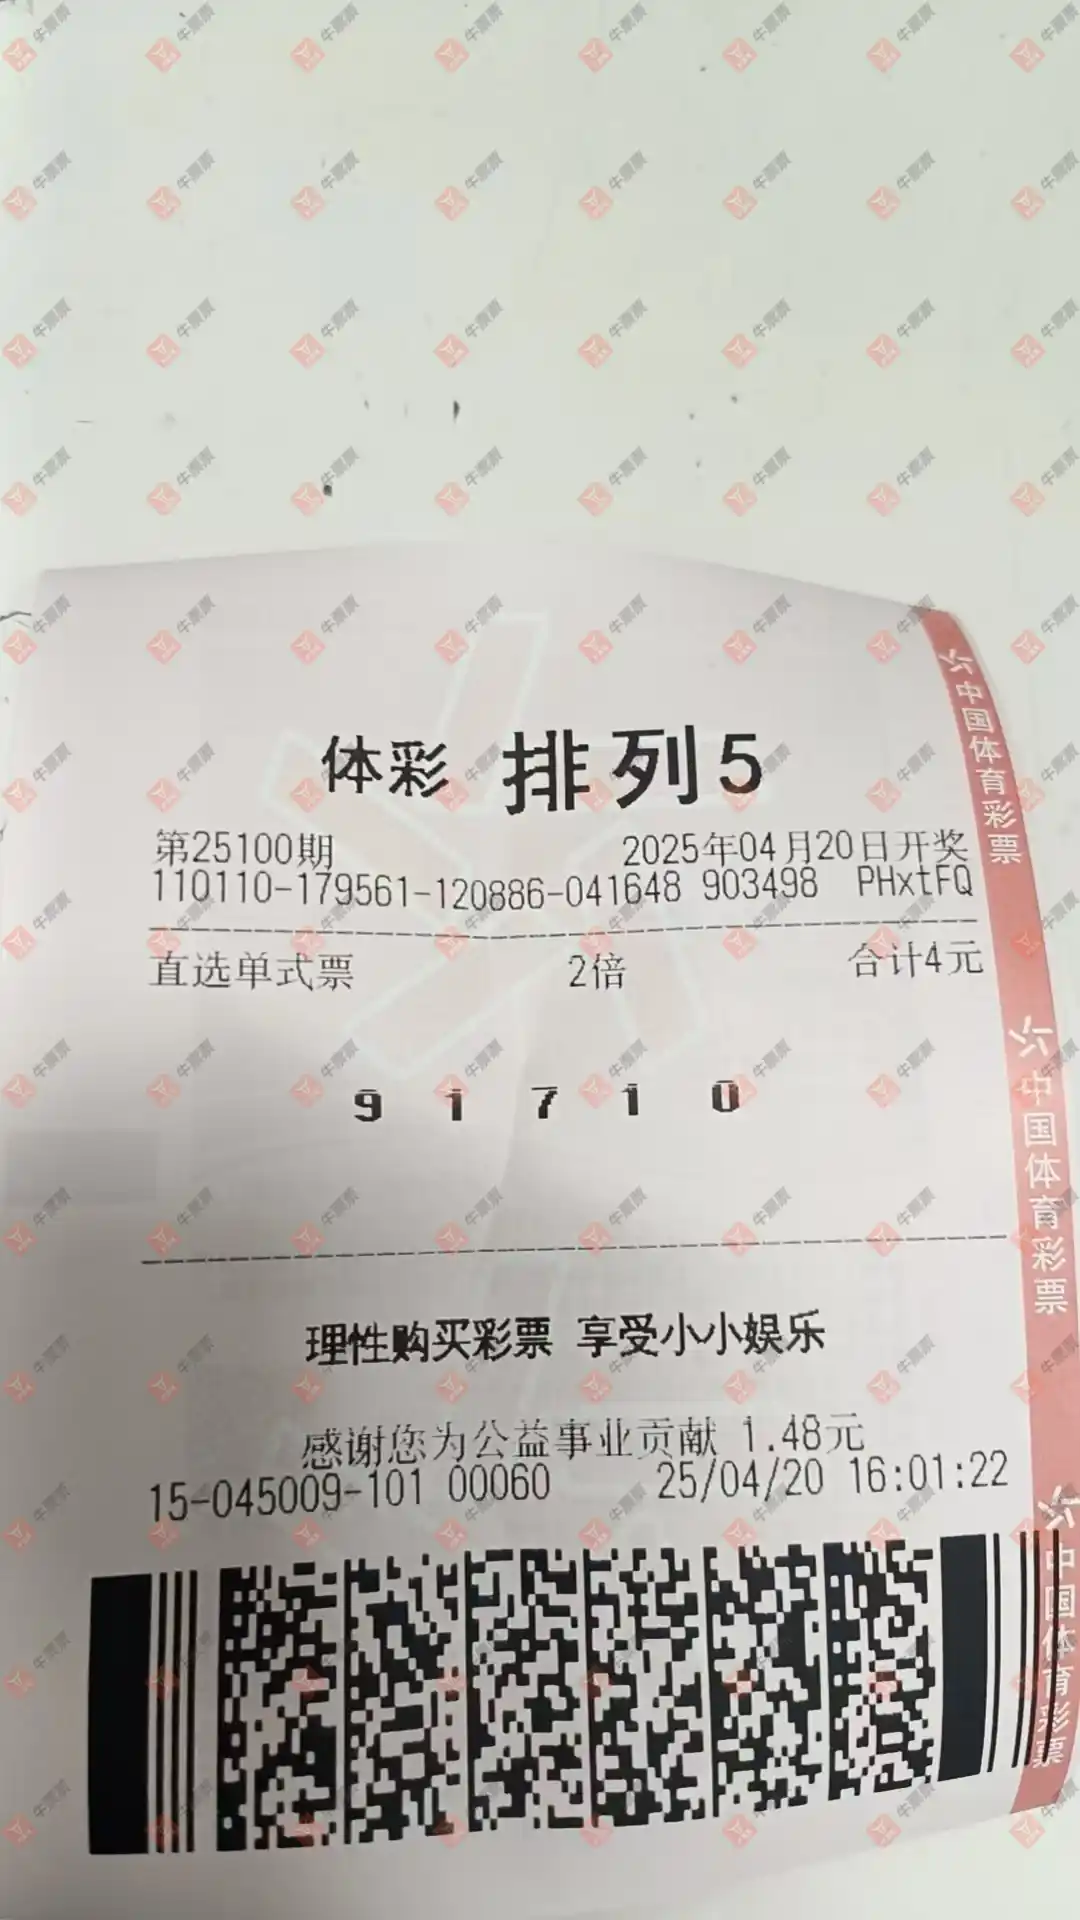 体彩 排列5
第25100期 2025年04月20日开奖
110110-179561-120886-041648 903498 PHxtFQ
直选单式票 2倍 合计4元
9 1 7 1 0
理性购买彩票 享受小小娱乐
感谢您为公益事业贡献 1.48元
15-045009-101 00060 25/04/20 16:01:22
中国体育彩票
中国体育彩票
中国体育彩票
牛票票